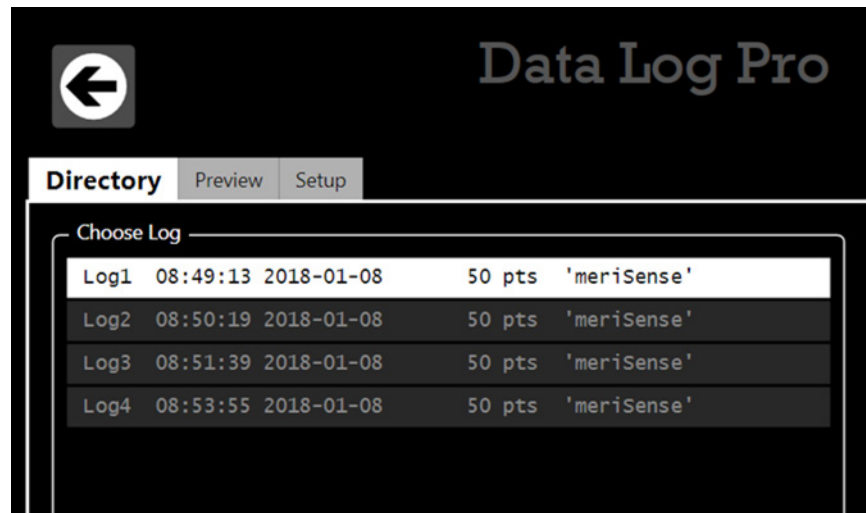 Data Log Pro
Directory Preview Setup
Choose Log
Log1 08:49:13 2018-01-08 50 pts 'meriSense'
Log2 08:50:19 2018-01-08 50 pts 'meriSense'
Log3 08:51:39 2018-01-08 50 pts 'meriSense'
Log4 08:53:55 2018-01-08 50 pts 'meriSense'